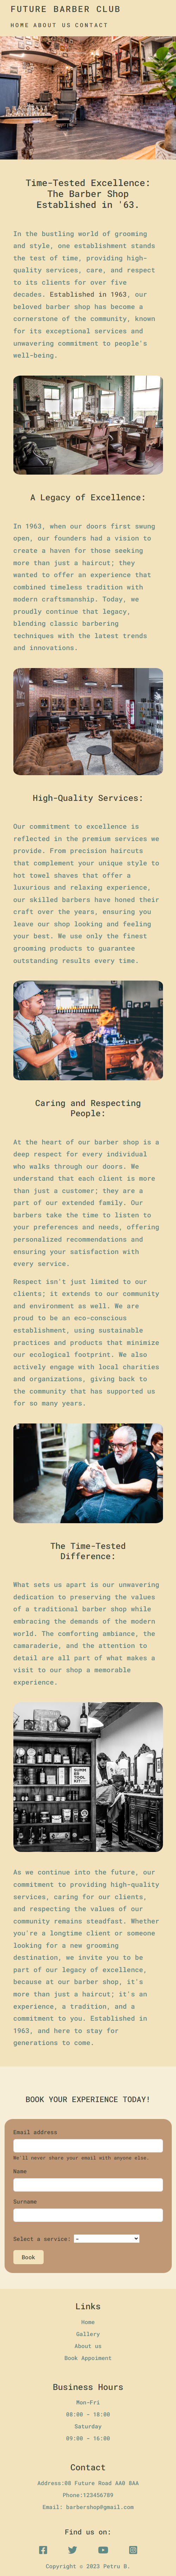 FUTURE BARBER CLUB
HOME ABOUT US CONTACT
Time-Tested Excellence:
The Barber Shop
Established in '63.
In the bustling world of grooming
and style, one establishment stands
the test of time, providing high-
quality services, care, and respect
to its clients for over five
decades. Established in 1963, our
beloved barber shop has become a
cornerstone of the community, known
for its exceptional services and
unwavering commitment to people's
well-being.
A Legacy of Excellence:
In 1963, when our doors first swung
open, our founders had a vision to
create a haven for those seeking
more than just a haircut; they
wanted to offer an experience that
combined timeless tradition with
modern craftsmanship. Today, we
proudly continue that legacy,
blending classic barbering
techniques with the latest trends
and innovations.
High-Quality Services:
Our commitment to excellence is
reflected in the premium services we
provide. From precision haircuts
that complement your unique style to
hot towel shaves that offer a
luxurious and relaxing experience,
our skilled barbers have honed their
craft over the years, ensuring you
leave our shop looking and feeling
your best. We use only the finest
grooming products to guarantee
outstanding results every time.
Caring and Respecting
People:
At the heart of our barber shop is a
deep respect for every individual
who walks through our doors. We
understand that each client is more
than just a customer; they are a
part of our extended family. Our
barbers take the time to listen to
your preferences and needs, offering
personalized recommendations and
ensuring your satisfaction with
every service.
Respect isn't just limited to our
clients; it extends to our community
and environment as well. We are
proud to be an eco-conscious
establishment, using sustainable
practices and products that minimize
our ecological footprint. We also
actively engage with local charities
and organizations, giving back to
the community that has supported us
for so many years.
The Time-Tested
Difference:
What sets us apart is our unwavering
dedication to preserving the values
of a traditional barber shop while
embracing the demands of the modern
world. The comforting ambiance, the
camaraderie, and the attention to
detail are all part of what makes a
visit to our shop a memorable
experience.
As we continue into the future, our
commitment to providing high-quality
services, caring for our clients,
and respecting the values of our
community remains steadfast. Whether
you're a longtime client or someone
looking for a new grooming
destination, we invite you to be
part of our legacy of excellence,
because at our barber shop, it's
more than just a haircut; it's an
experience, a tradition, and a
commitment to you. Established in
1963, and here to stay for
generations to come.
BOOK YOUR EXPERIENCE TODAY!
Email address
We'll never share your email with anyone else.
Name
Surname
Select a service: -
Book
Links
Home
Gallery
About us
Book Appoiment
Business Hours
Mon-Fri
08:00 - 18:00
Saturday
09:00 - 16:00
Contact
Address:08 Future Road AA0 8AA
Phone:123456789
Email: barbershop@gmail.com
Find us on:
Copyright © 2023 Petru B.